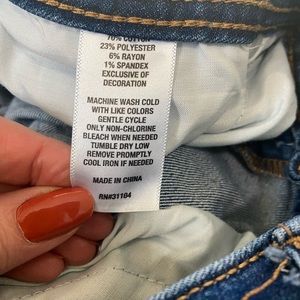 70% COTTON
23% POLYESTER
6% RAYON
1% SPANDEX
EXCLUSIVE OF
DECORATION
MACHINE WASH COLD
WITH LIKE COLORS
GENTLE CYCLE
ONLY NON-CHLORINE
BLEACH WHEN NEEDED
TUMBLE DRY LOW
REMOVE PROMPTLY
COOL IRON IF NEEDED
MADE IN CHINA
RN#31184